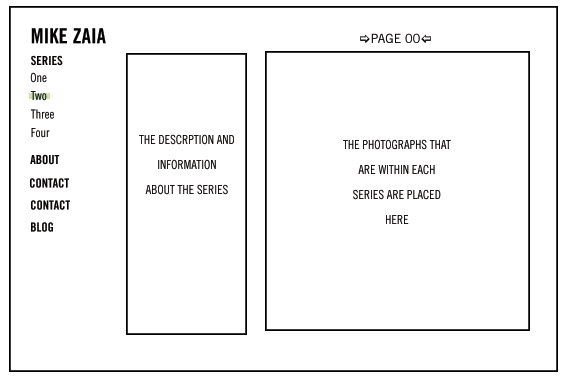 MIKE ZAIA
SERIES
One
Two
Three
Four
ABOUT
CONTACT
CONTACT
BLOG
THE DESCRPTION AND
INFORMATION
ABOUT THE SERIES
⇨PAGE 00⇦
THE PHOTOGRAPHS THAT
ARE WITHIN EACH
SERIES ARE PLACED
HERE